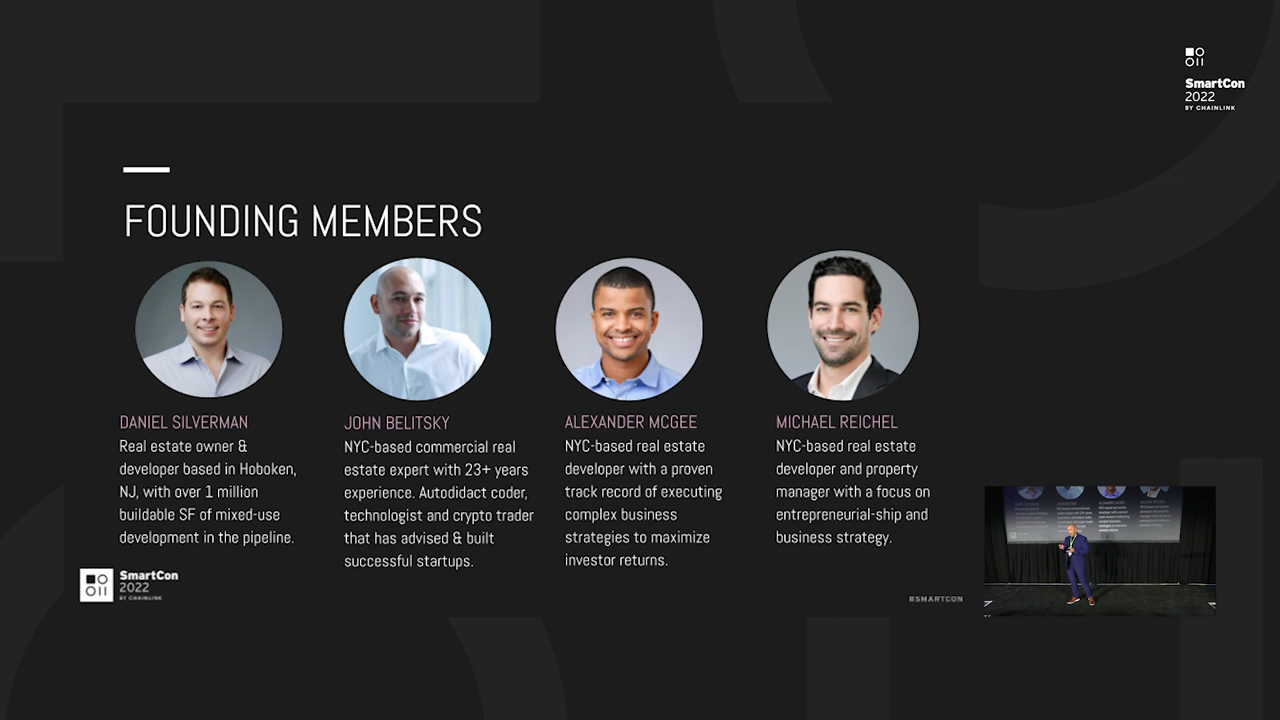 SmartCon
2022
BY CHAINLINK
FOUNDING MEMBERS
DANIEL SILVERMAN
Real estate owner &
developer based in Hoboken,
NJ, with over 1 million
buildable SF of mixed-use
development in the pipeline.
JOHN BELITSKY
NYC-based commercial real
estate expert with 23+ years
experience. Autodidact coder,
technologist and crypto trader
that has advised & built
successful startups.
ALEXANDER MCGEE
NYC-based real estate
developer with a proven
track record of executing
complex business
strategies to maximize
investor returns.
MICHAEL REICHEL
NYC-based real estate
developer and property
manager with a focus on
entrepreneurial-ship and
business strategy.
SmartCon
2022
BY CHAINLINK
#SMARTCON